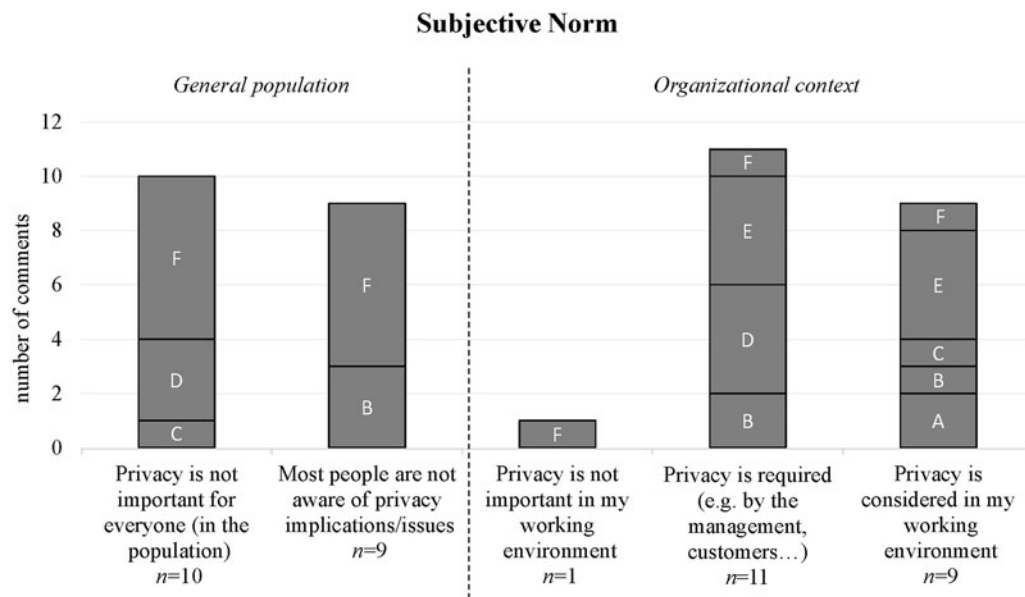 Subjective Norm
General population
Organizational context
number of comments
12
10
8
6
4
2
0
F
D
C
F
B
F
F
E
D
B
F
E
C
B
A
Privacy is not
important for
everyone (in the
population)
n=10
Most people are not
aware of privacy
implications/issues
n=9
Privacy is not
important in my
working
environment
n=1
Privacy is required
(e.g. by the
management,
customers…)
n=11
Privacy is
considered in my
working
environment
n=9